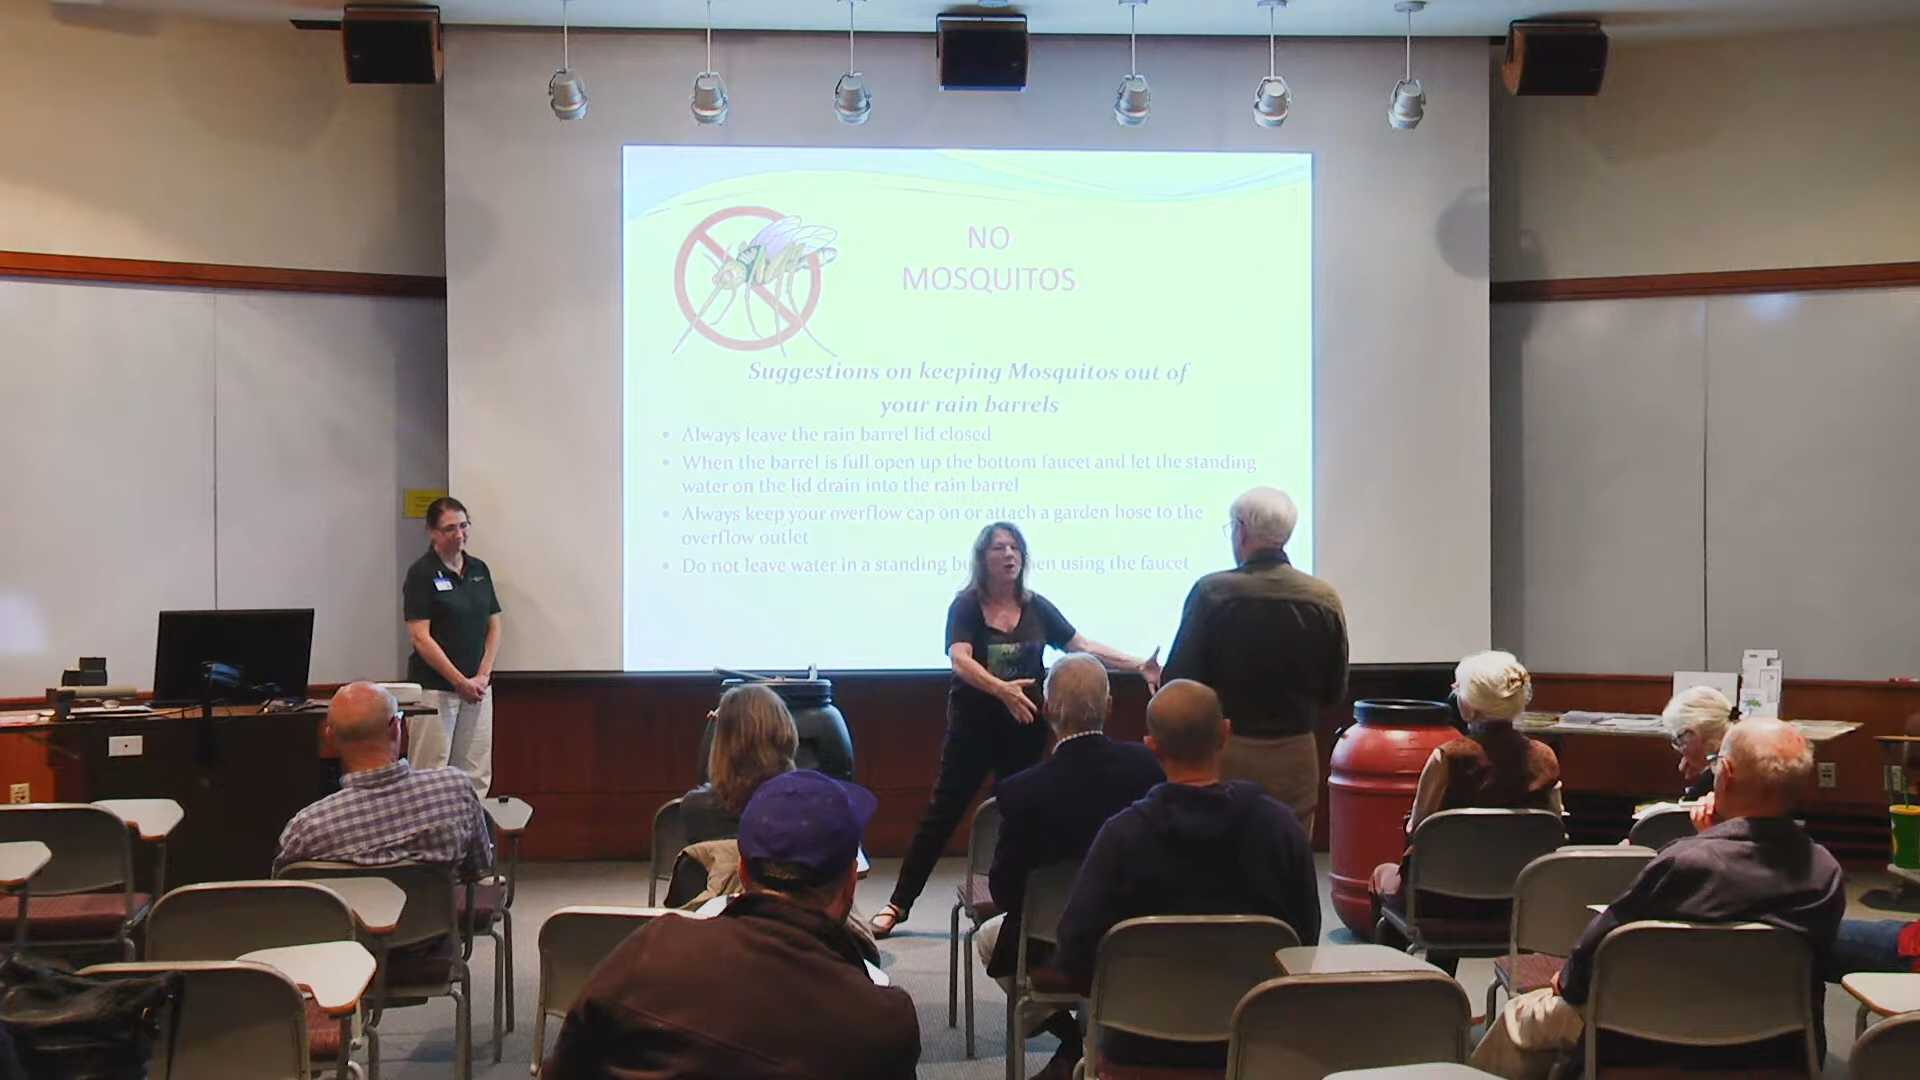 NO
MOSQUITOS
Suggestions on keeping Mosquitos out of
your rain barrels
• Always leave the rain barrel lid closed
• When the barrel is full open up the bottom faucet and let the standing
water on the lid drain into the rain barrel
• Always keep your overflow cap on or attach a garden hose to the
overflow outlet
• Do not leave water in a standing using the faucet